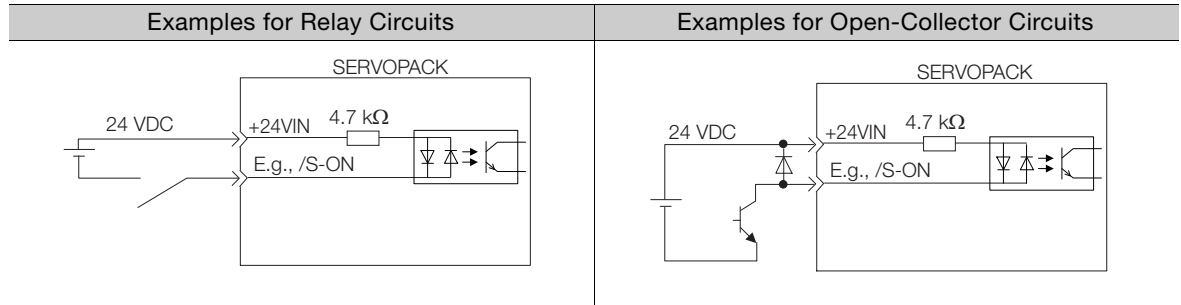 Examples for Relay Circuits
Examples for Open-Collector Circuits
SERVOPACK
24 VDC
+24VIN
4.7 kΩ
E.g., /S-ON
SERVOPACK
24 VDC
+24VIN
4.7 kΩ
E.g., /S-ON